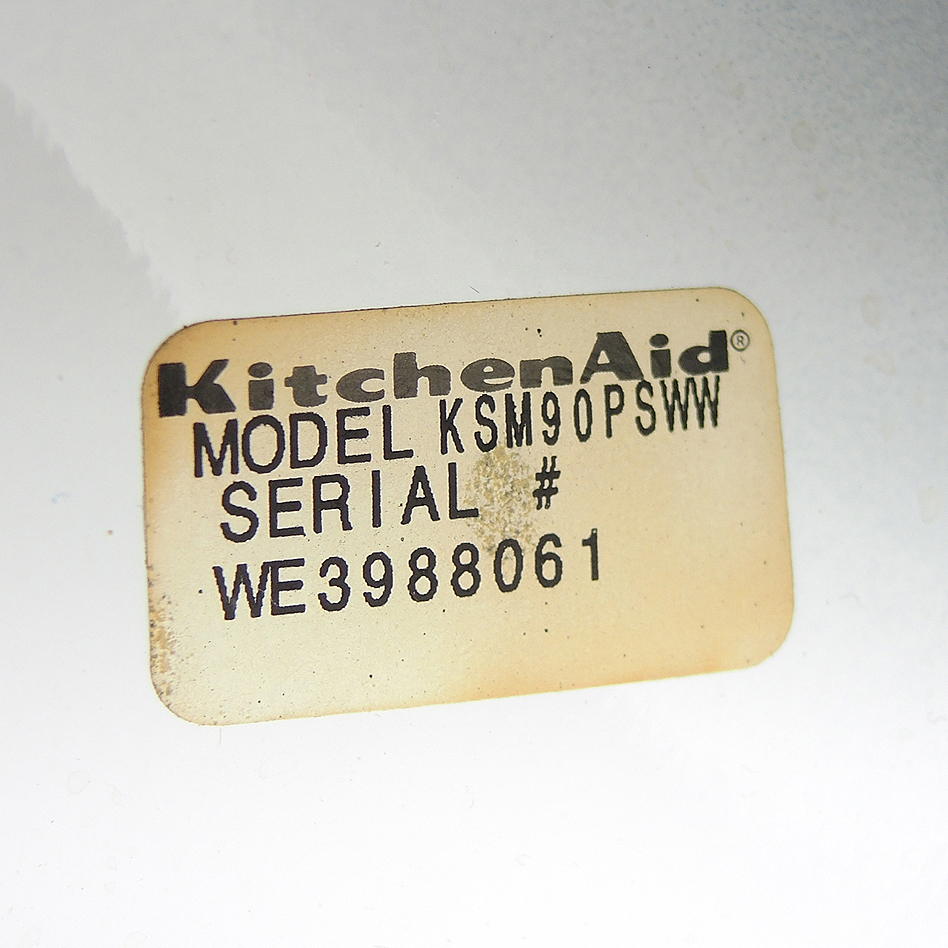 KitchenAid®
MODEL KSM90PSWW
SERIAL #
WE3988061